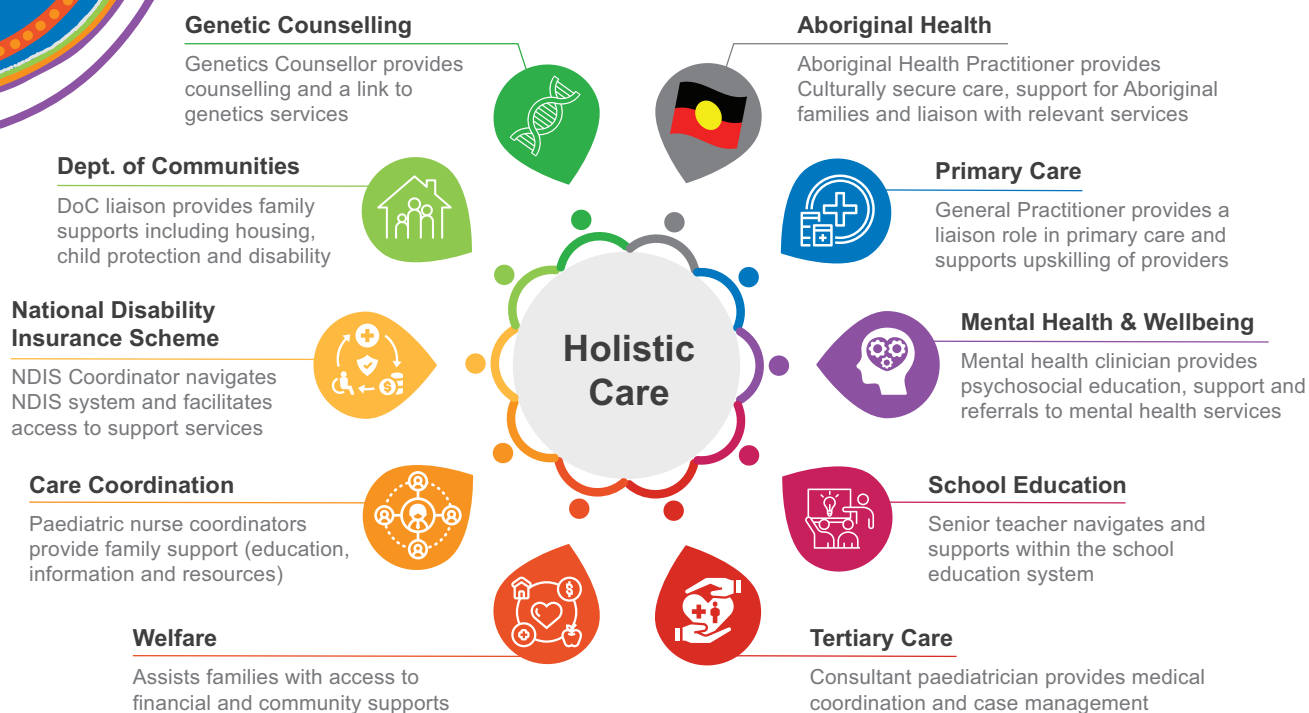 Genetic Counselling
Genetics Counsellor provides
counselling and a link to
genetics services
Aboriginal Health
Aboriginal Health Practitioner provides
Culturally secure care, support for Aboriginal
families and liaison with relevant services
Dept. of Communities
DoC liaison provides family
supports including housing,
child protection and disability
Primary Care
General Practitioner provides a
liaison role in primary care and
supports upskilling of providers
National Disability
Insurance Scheme
NDIS Coordinator navigates
NDIS system and facilitates
access to support services
Holistic
Care
Mental Health & Wellbeing
Mental health clinician provides
psychosocial education, support and
referrals to mental health services
Care Coordination
Paediatric nurse coordinators
provide family support (education,
information and resources)
School Education
Senior teacher navigates and
supports within the school
education system
Welfare
Assists families with access to
financial and community supports
Tertiary Care
Consultant paediatrician provides medical
coordination and case management